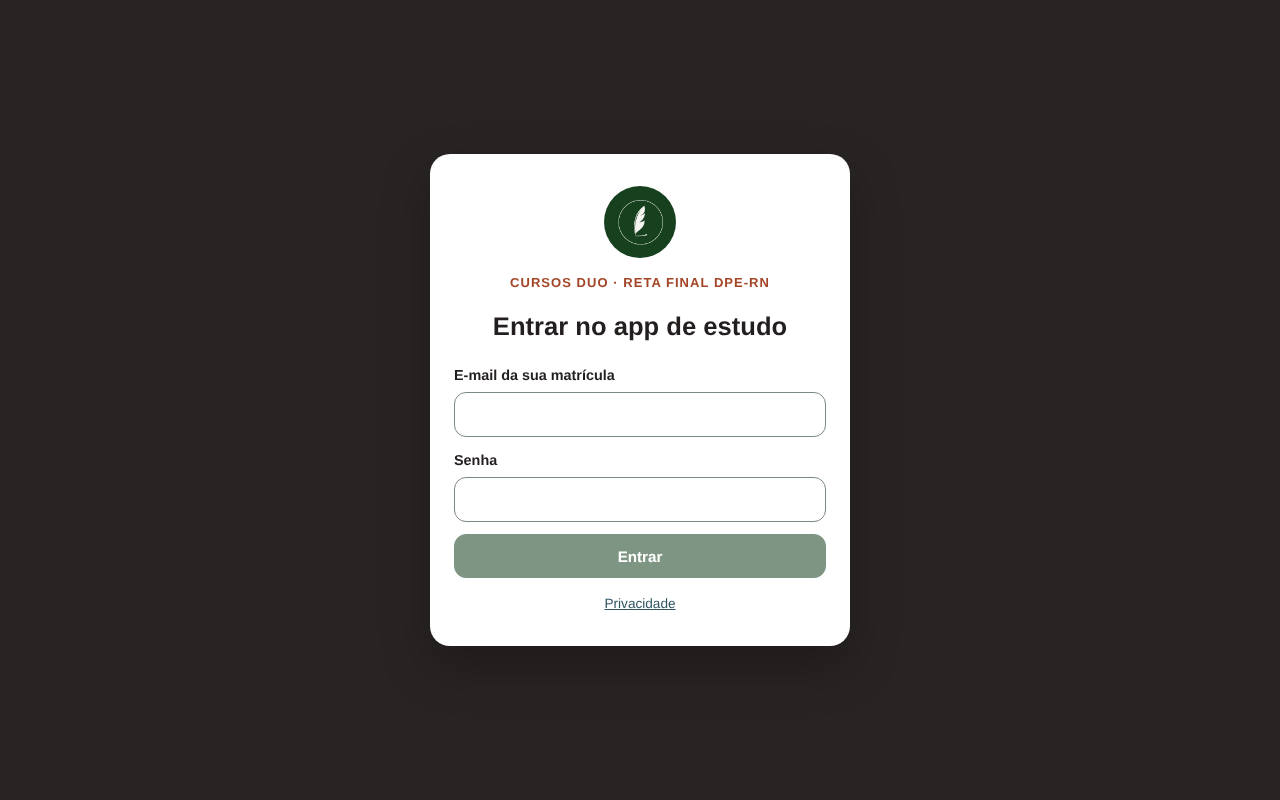 CURSOS DUO · RETA FINAL DPE-RN
Entrar no app de estudo
E-mail da sua matrícula
Senha
Entrar
Privacidade